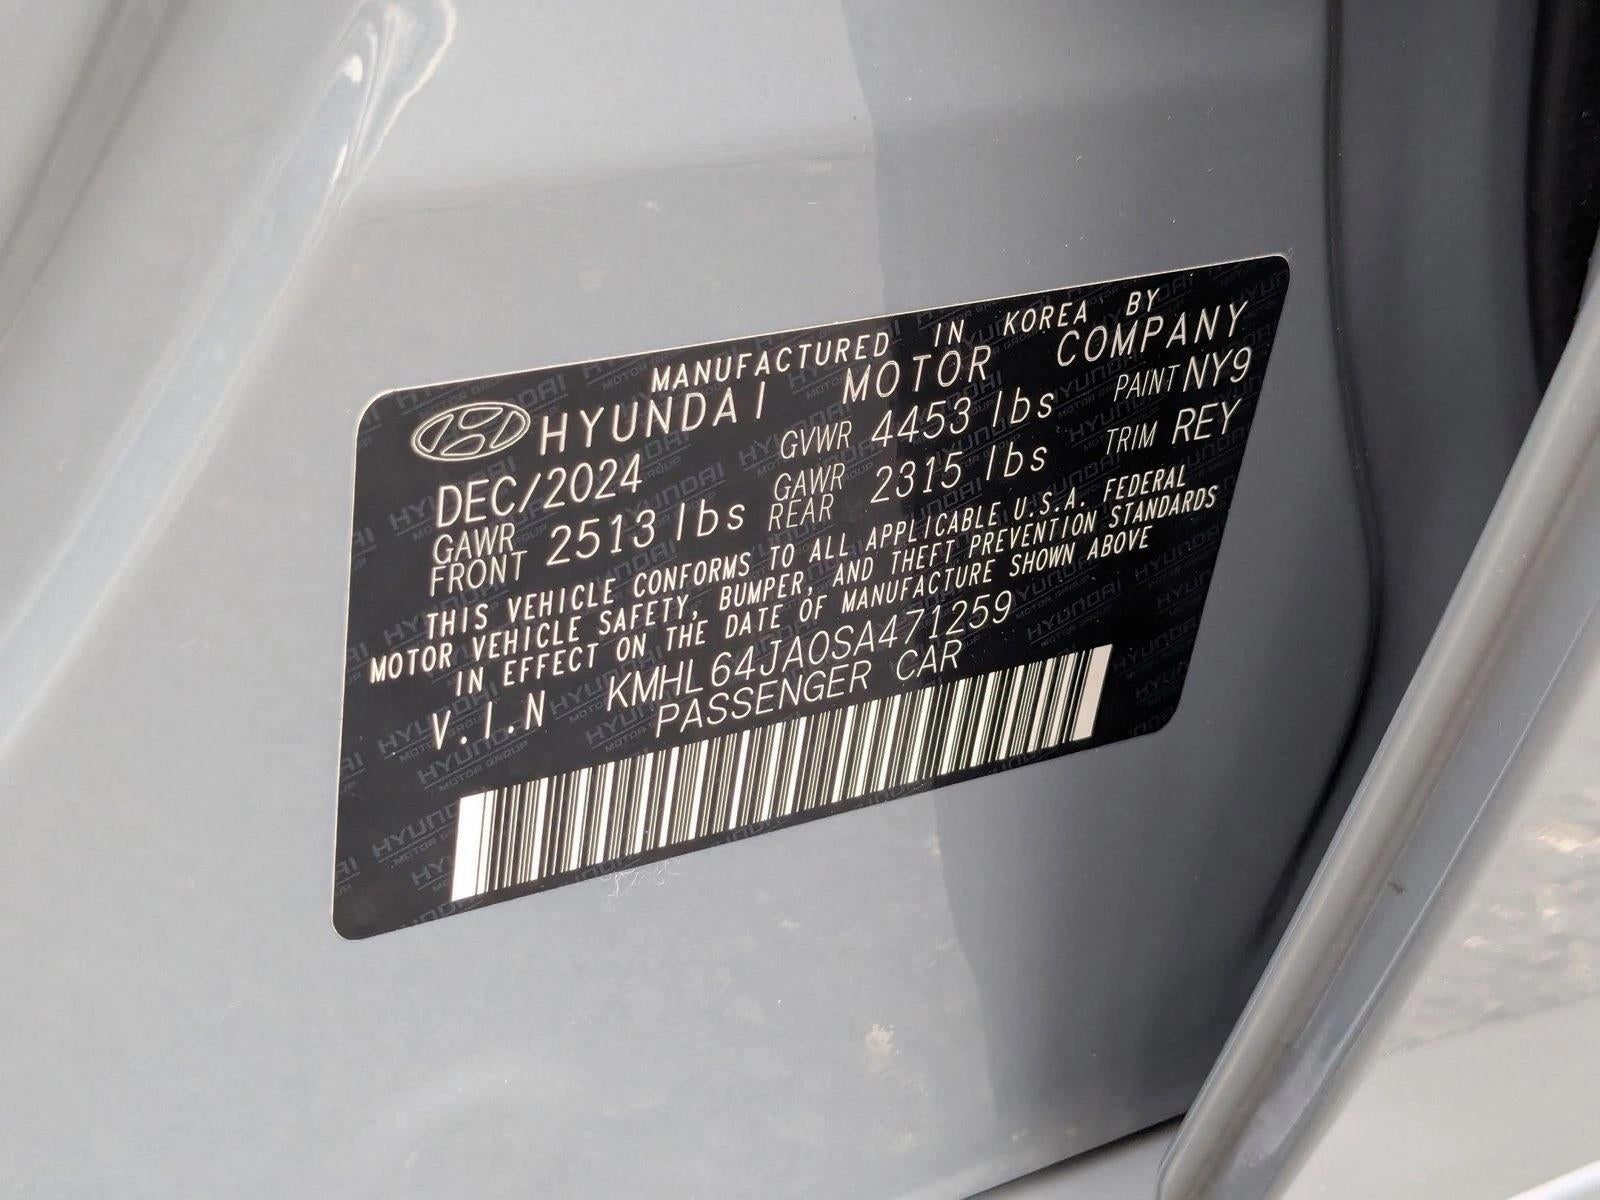 MANUFACTURED IN KOREA BY
HYUNDAI MOTOR COMPANY
DEC/2024 GVWR 4453 lbs PAINT NY9
GAWR FRONT 2513 lbs GAWR REAR 2315 lbs TRIM REY
THIS VEHICLE CONFORMS TO ALL APPLICABLE U.S.A. FEDERAL
MOTOR VEHICLE SAFETY, BUMPER, AND THEFT PREVENTION STANDARDS
IN EFFECT ON THE DATE OF MANUFACTURE SHOWN ABOVE
V.I.N KMHL64JA0SA471259
PASSENGER CAR